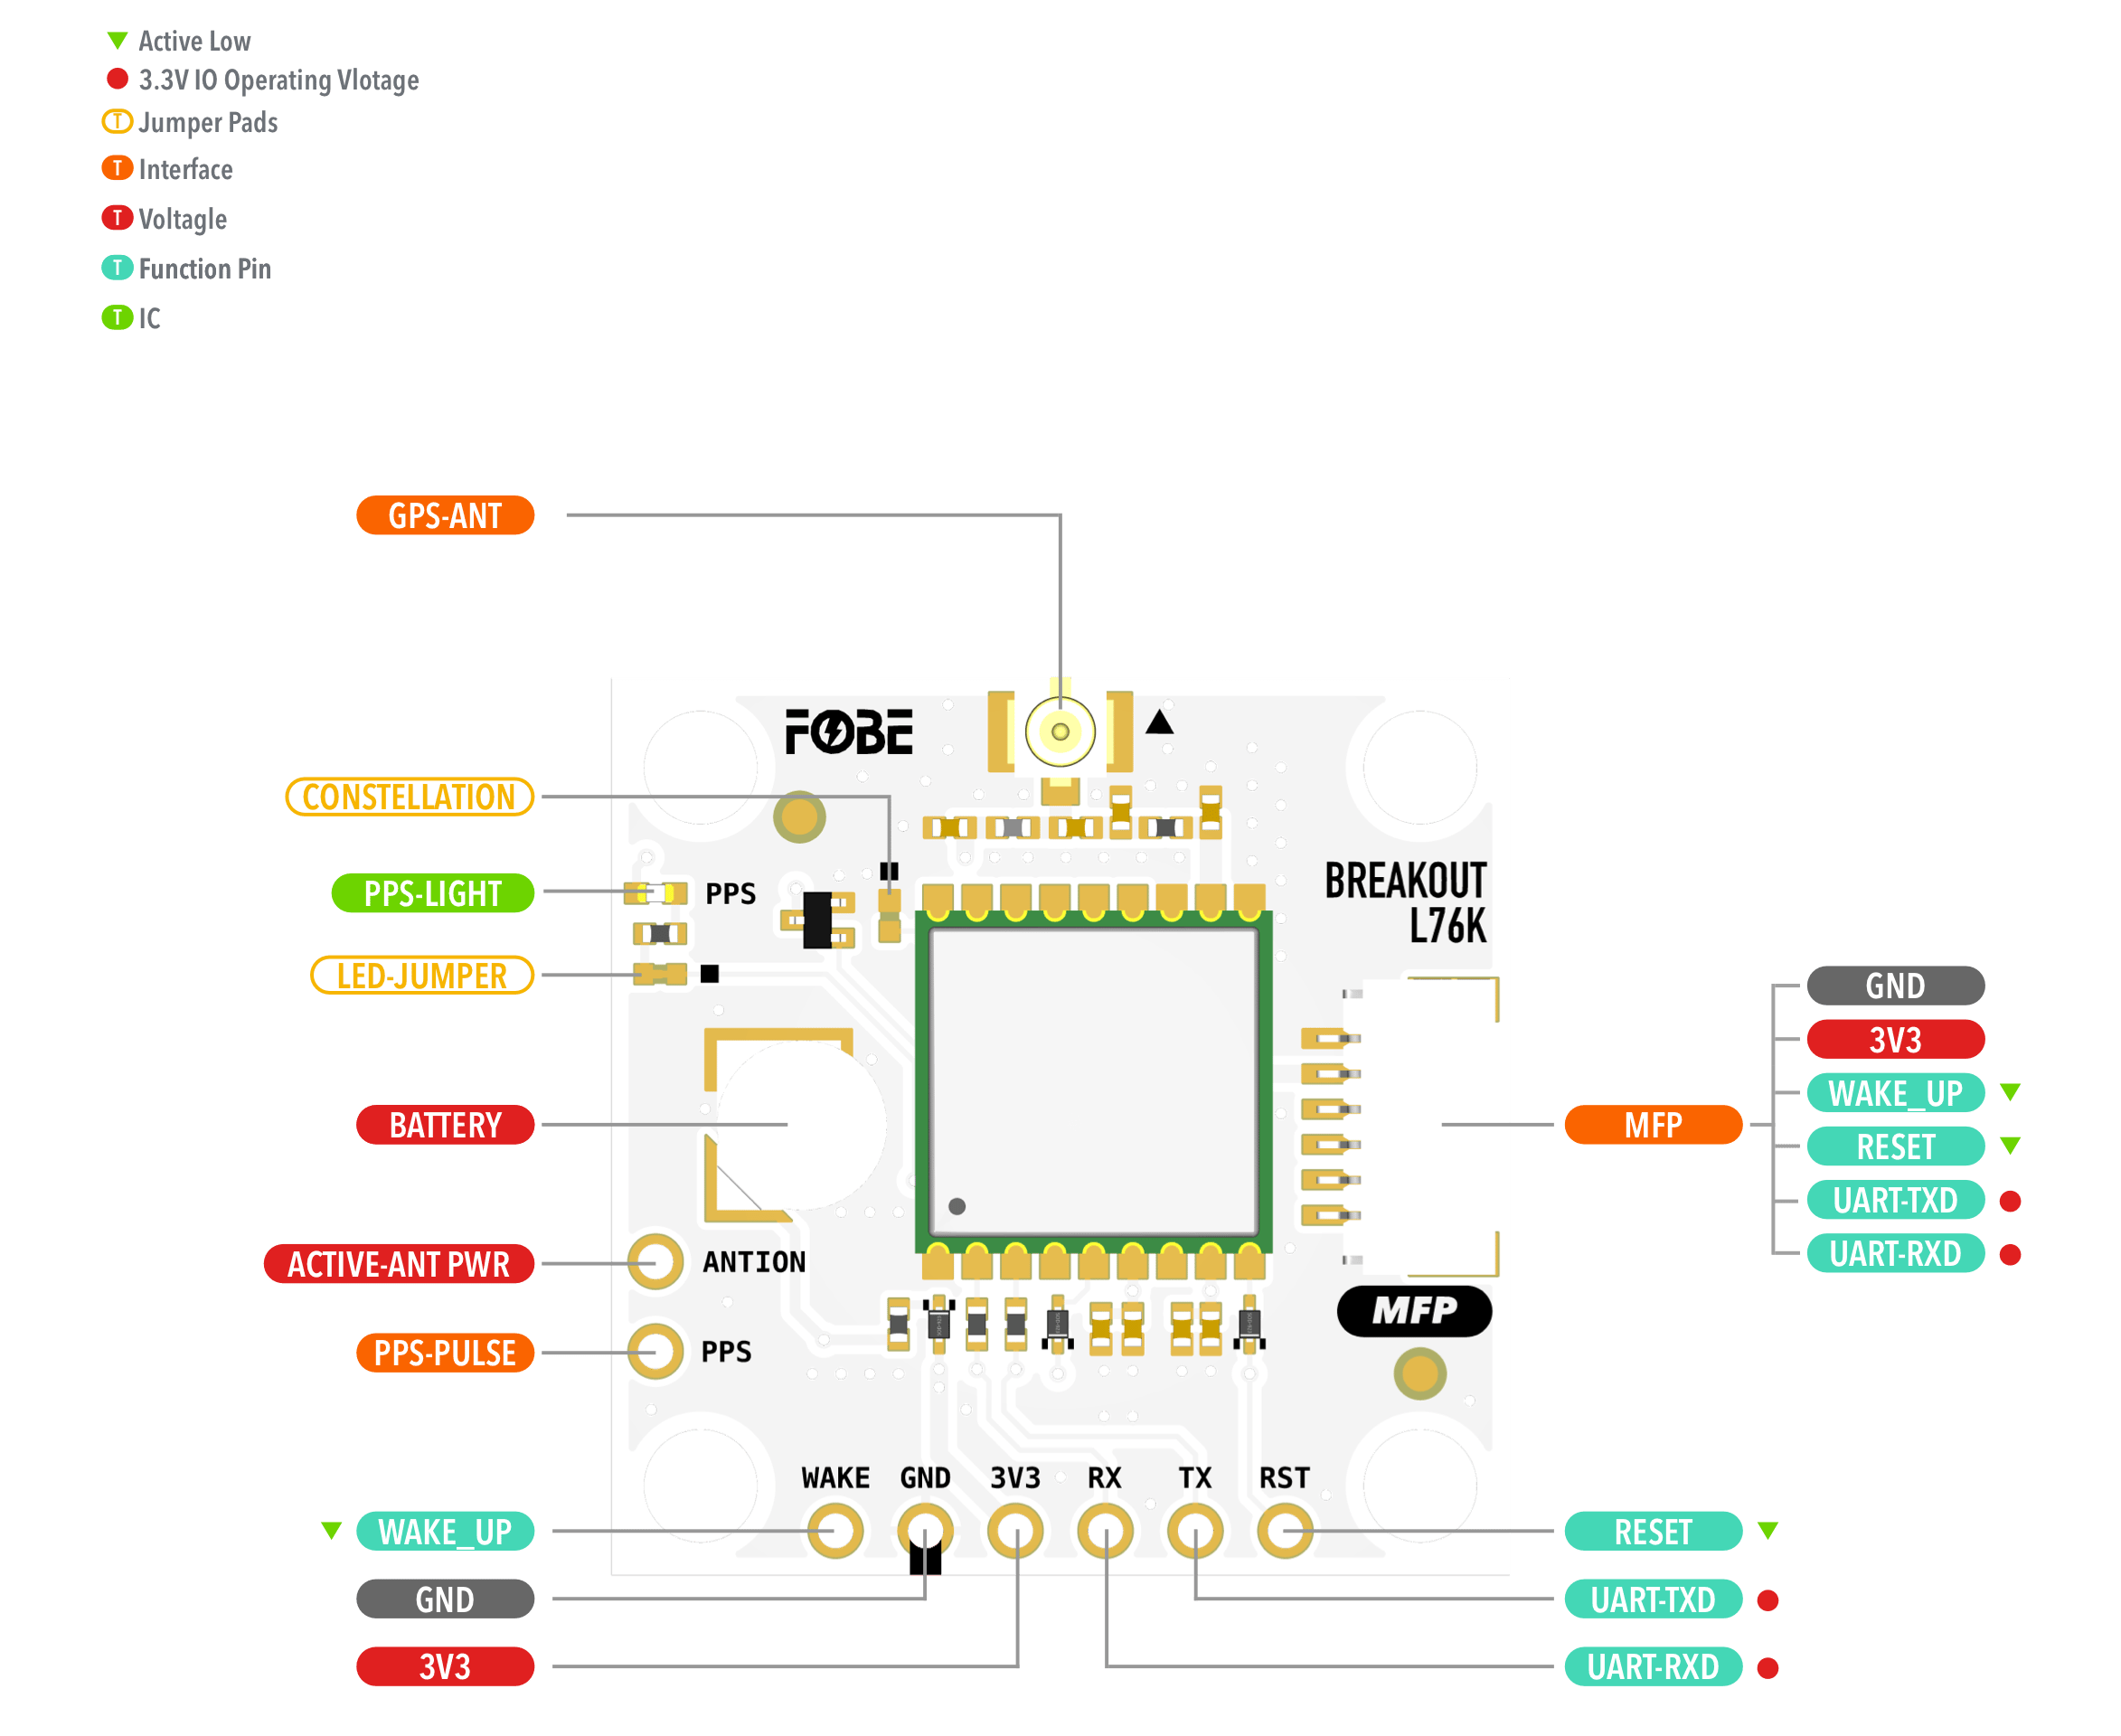 Active Low
3.3V IO Operating Vlotage
T Jumper Pads
T Interface
T Voltagle
T Function Pin
T IC
GPS-ANT
FOBE
CONSTELLATION
PPS-LIGHT
PPS
BREAKOUT
L76K
LED-JUMPER
GND
3V3
BATTERY
MFP
WAKE_UP
RESET
UART-TXD
UART-RXD
ACTIVE-ANT PWR
ANTION
MFP
PPS-PULSE
PPS
WAKE GND 3V3 RX TX RST
WAKE_UP
RESET
GND
UART-TXD
3V3
UART-RXD